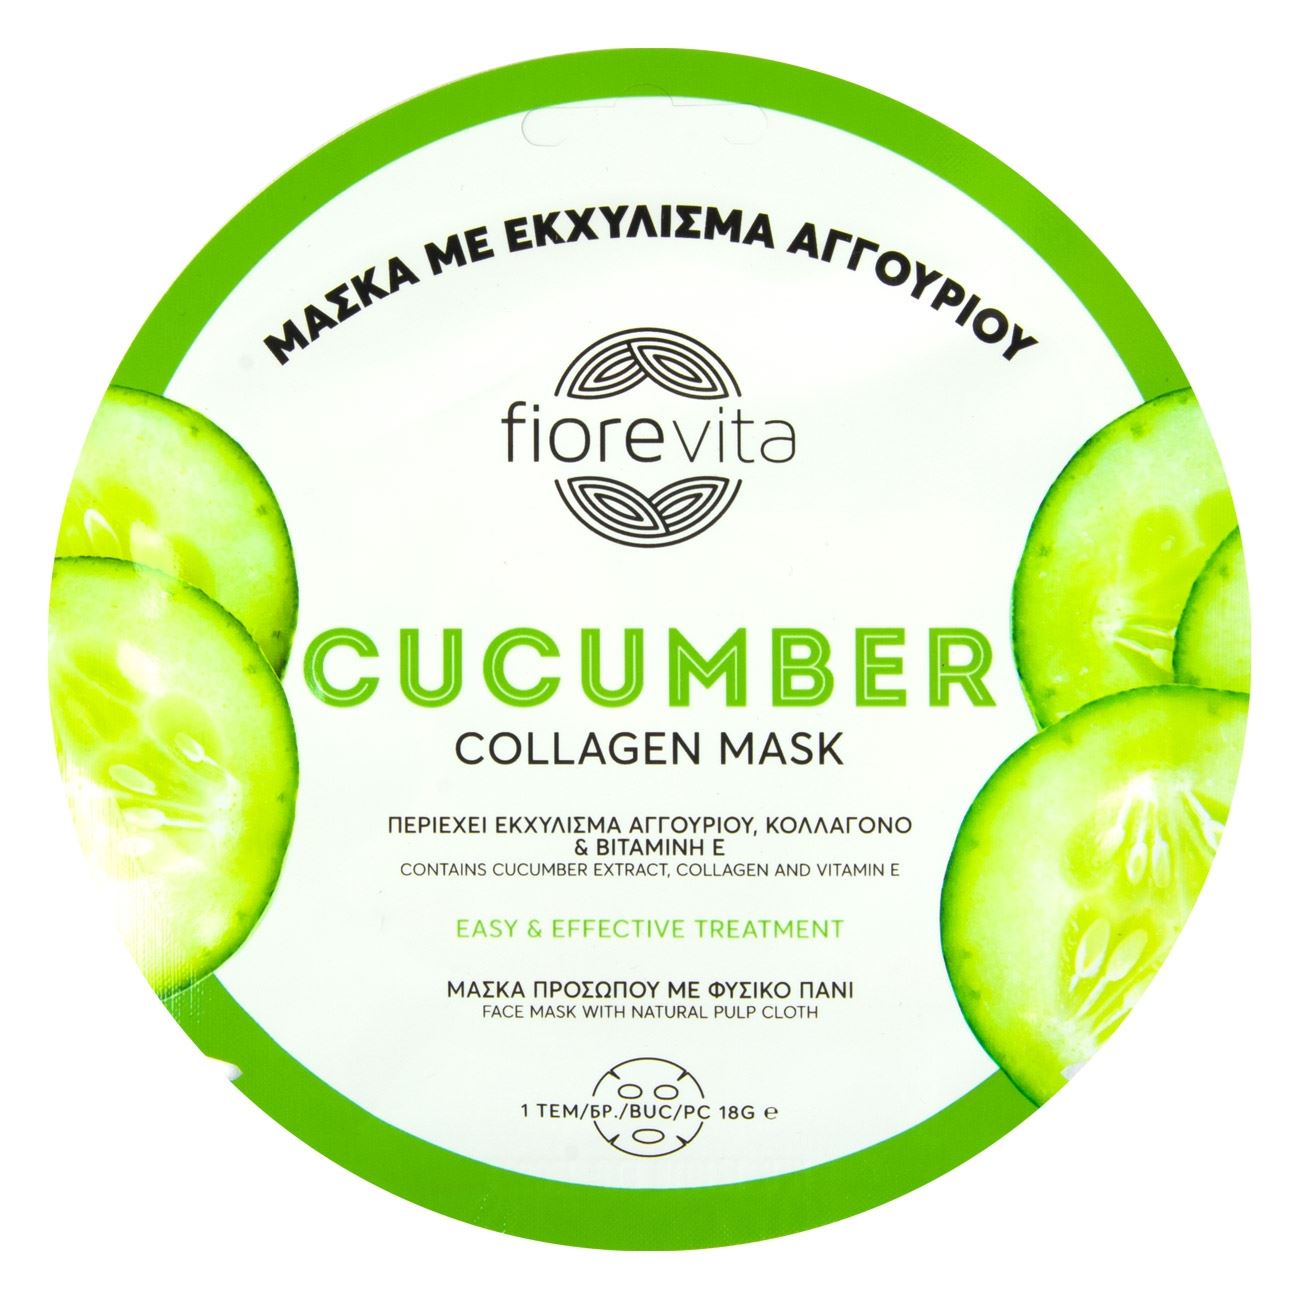 ΜΑΣΚΑ ΜΕ ΕΚΧΥΛΙΣΜΑ ΑΓΓΟΥΡΙΟΥ
fiorevita
CUCUMBER
COLLAGEN MASK
ΠΕΡΙΕΧΕΙ ΕΚΧΥΛΙΣΜΑ ΑΓΓΟΥΡΙΟΥ, ΚΟΛΛΑΓΟΝΟ
& ΒΙΤΑΜΙΝΗ Ε
CONTAINS CUCUMBER EXTRACT, COLLAGEN AND VITAMIN E
EASY & EFFECTIVE TREATMENT
ΜΑΣΚΑ ΠΡΟΣΩΠΟΥ ΜΕ ΦΥΣΙΚΟ ΠΑΝΙ
FACE MASK WITH NATURAL PULP CLOTH
1 ΤΕΜ/БР./BUC/PC 18G ℮